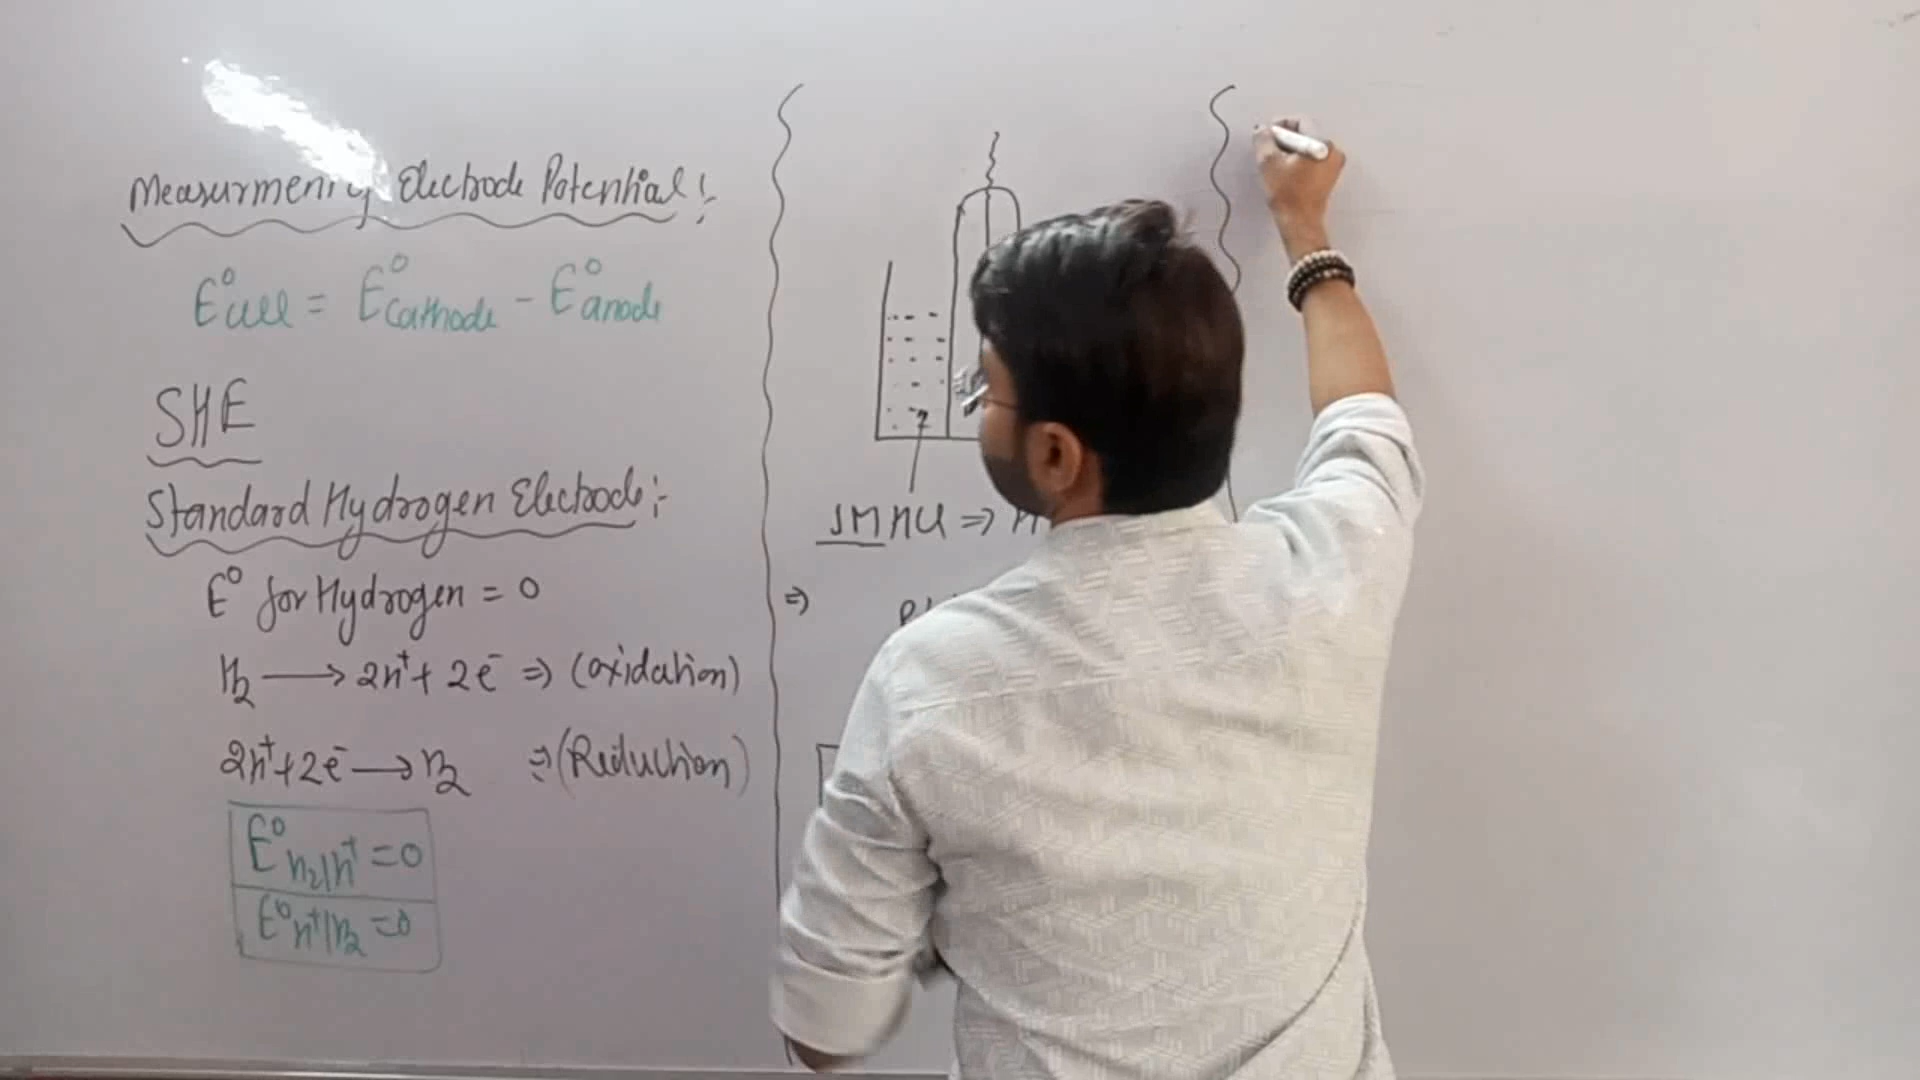 Measurment of Electrode Potential :-
E°cell = E°cathode - E°anode
SHE
Standard Hydrogen Electrode :-
E° for Hydrogen = 0
H2 → 2H+ + 2e- ⇒ (oxidation)
2H+ + 2e- → H2 ⇒ (Reduction)
E°H2|H+ = 0
E°H+|H2 = 0
1M HCl ⇒ H
⇒